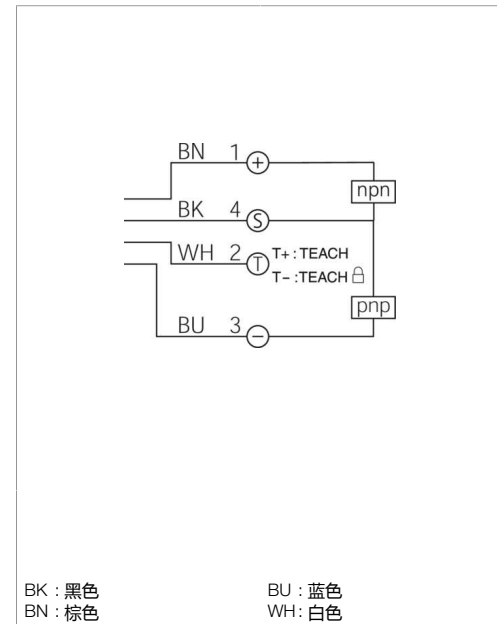 BN 1 +
npn
BK 4 S
WH 2 T T+: TEACH
T-: TEACH
pnp
BU 3 -
BK : 黑色 BU : 蓝色
BN : 棕色 WH: 白色